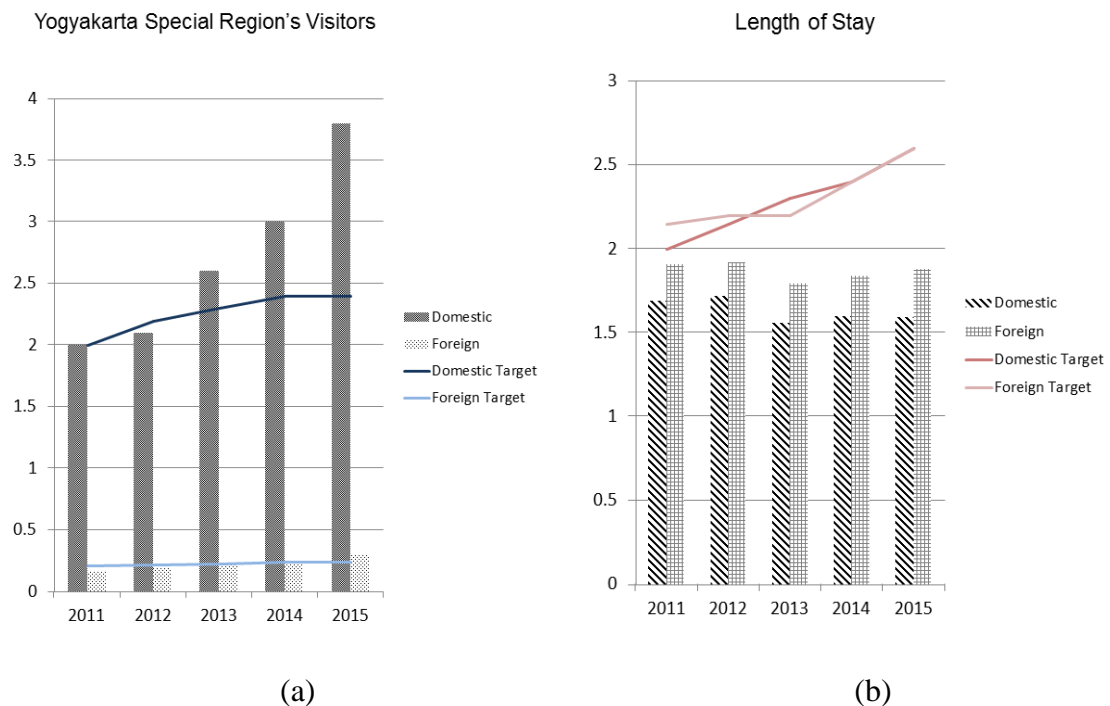 Yogyakarta Special Region's Visitors
4
3.5
3
2.5
2
1.5
1
0.5
0
2011 2012 2013 2014 2015
Domestic
Foreign
Domestic Target
Foreign Target
(a)
Length of Stay
3
2.5
2
1.5
1
0.5
0
2011 2012 2013 2014 2015
Domestic
Foreign
Domestic Target
Foreign Target
(b)